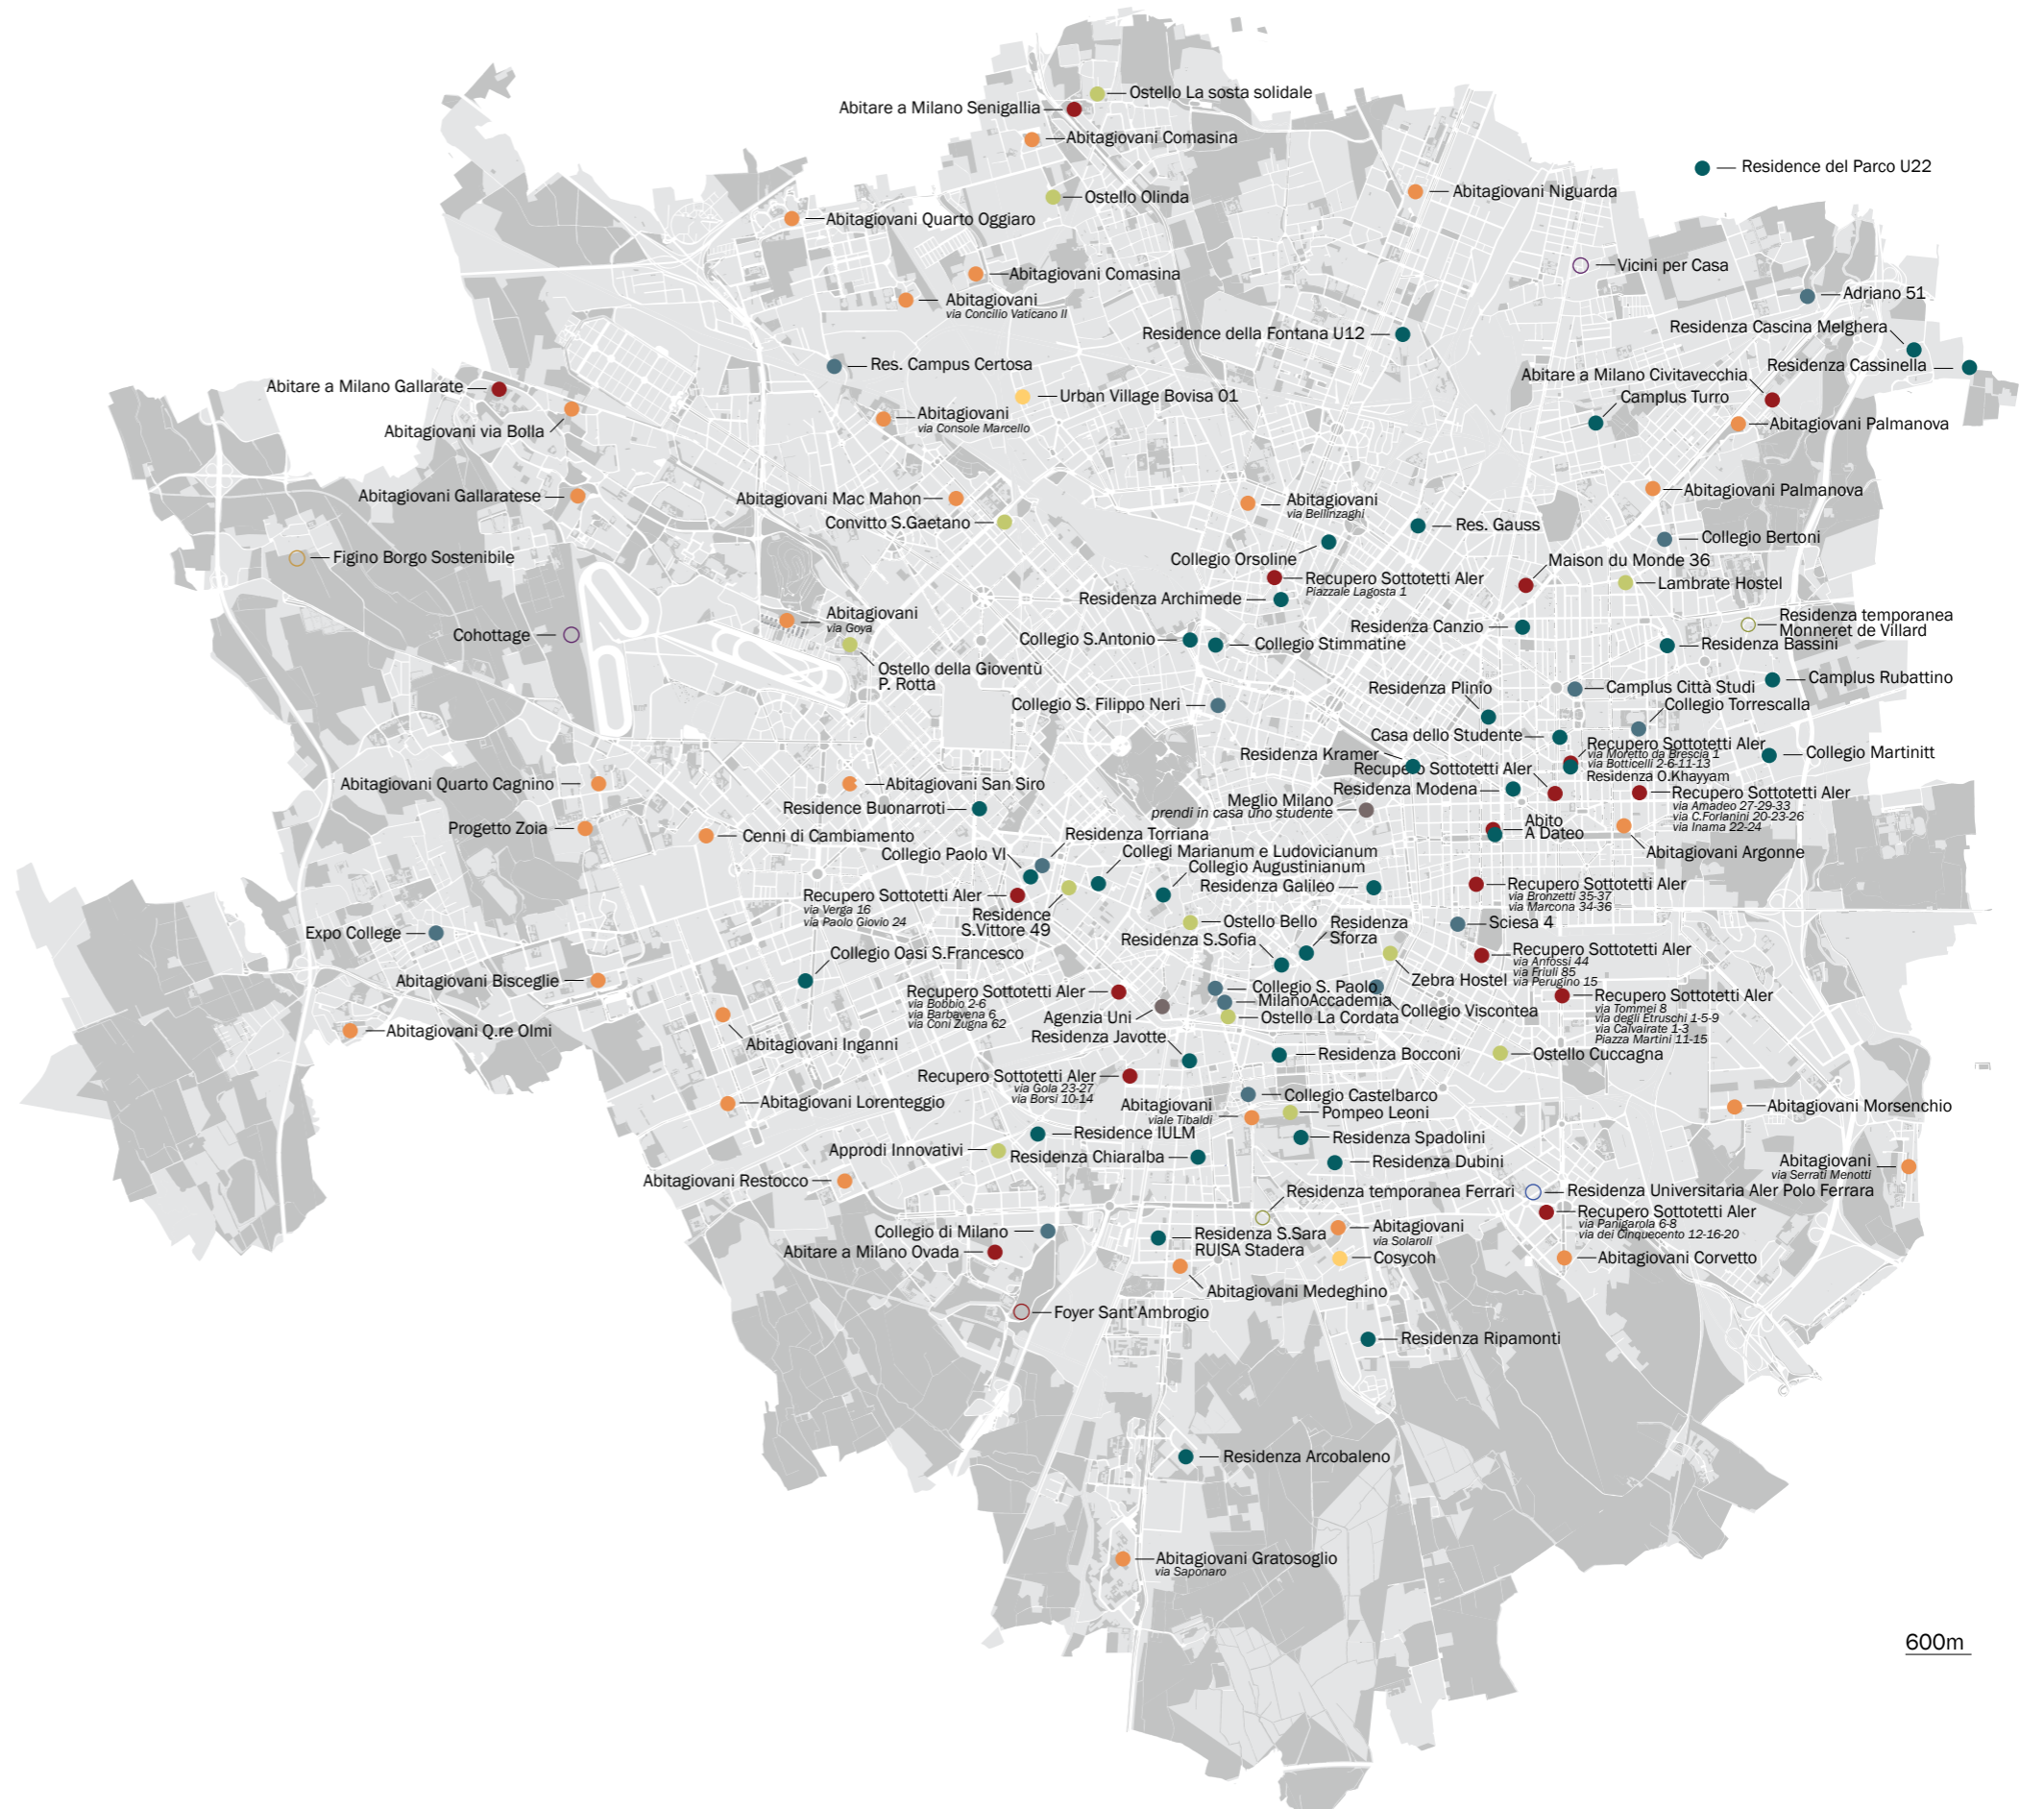 Ostello La sosta solidale
Abitare a Milano Senigallia
Abitagiovani Comasina
Residence del Parco U22
Abitagiovani Niguarda
Ostello Olinda
Abitagiovani Quarto Oggiaro
Vicini per Casa
Abitagiovani Comasina
Adriano 51
Abitagiovani
via Concilio Vaticano II
Residenza Cascina Melghera
Residence della Fontana U12
Res. Campus Certosa
Residenza Cassinella
Abitare a Milano Civitavecchia
Abitare a Milano Gallarate
Urban Village Bovisa 01
Camplus Turro
Abitagiovani
via Console Marcello
Abitagiovani Palmanova
Abitagiovani via Bolla
Abitagiovani Palmanova
Abitagiovani Gallaratese
Abitagiovani Mac Mahon
Abitagiovani
via Bellinzaghi
Convitto S.Gaetano
Res. Gauss
Collegio Bertoni
Figino Borgo Sostenibile
Collegio Orsoline
Maison du Monde 36
Recupero Sottotetti Aler
Piazzale Lagosta 1
Lambrate Hostel
Residenza Archimede
Abitagiovani
via Goya
Residenza temporanea
Monneret de Villard
Residenza Canzio
Cohottage
Collegio S.Antonio
Collegio Stimmatine
Residenza Bassini
Ostello della Gioventù
P. Rotta
Camplus Rubattino
Residenza Plinio
Camplus Città Studi
Collegio S. Filippo Neri
Collegio Torrescalla
Casa dello Studente
Recupero Sottotetti Aler
via Moretto da Brescia 1
via Botticelli 2-6-11-13
Collegio Martinitt
Residenza Kramer
Recupero Sottotetti Aler
Residenza O.Khayyam
Abitagiovani Quarto Cagnino
Abitagiovani San Siro
Residenza Modena
Recupero Sottotetti Aler
via Amadeo 27-29-33
via C.Forlanini 20-23-26
via Inama 22-24
Meglio Milano
prendi in casa uno studente
Residence Buonarroti
Abito
A Dateo
Progetto Zoia
Cenni di Cambiamento
Residenza Torriana
Collegio Paolo VI
Collegi Marianum e Ludovicianum
Abitagiovani Argonne
Collegio Augustinianum
Residenza Galileo
Recupero Sottotetti Aler
via Bronzetti 35-37
via Marcona 34-36
Recupero Sottotetti Aler
via Verga 16
via Paolo Giovio 24
Residence
S.Vittore 49
Ostello Bello
Residenza
Sforza
Sciesa 4
Expo College
Residenza S.Sofia
Collegio Oasi S.Francesco
Recupero Sottotetti Aler
via Anfossi 44
via Friuli 85
via Perugino 15
Abitagiovani Bisceglie
Zebra Hostel
Recupero Sottotetti Aler
via Bobbio 2-6
via Barbavena 6
via Coni Zugna 62
Collegio S. Paolo
MilanoAccademia
Recupero Sottotetti Aler
via Tommei 8
via degli Etruschi 1-5-9
via Calvairate 1-3
Piazza Martini 11-15
Agenzia Uni
Ostello La Cordata
Collegio Viscontea
Abitagiovani Q.re Olmi
Abitagiovani Inganni
Residenza Javotte
Residenza Bocconi
Ostello Cuccagna
Recupero Sottotetti Aler
via Gola 23-27
via Borsi 10-14
Abitagiovani Lorenteggio
Collegio Castelbarco
Abitagiovani
viale Tibaldi
Pompeo Leoni
Abitagiovani Morsenchio
Residence IULM
Residenza Spadolini
Approdi Innovativi
Residenza Chiaralba
Residenza Dubini
Abitagiovani
via Serrati Menotti
Abitagiovani Restocco
Residenza temporanea Ferrari
Residenza Universitaria Aler Polo Ferrara
Recupero Sottotetti Aler
via Panigarola 6-8
via dei Cinquecento 12-16-20
Collegio di Milano
Abitagiovani
via Solaroli
Abitare a Milano Ovada
Residenza S.Sara
RUISA Stadera
Cosycoh
Abitagiovani Corvetto
Abitagiovani Medeghino
Foyer Sant'Ambrogio
Residenza Ripamonti
Residenza Arcobaleno
Abitagiovani Gratosoglio
via Saponaro
600m